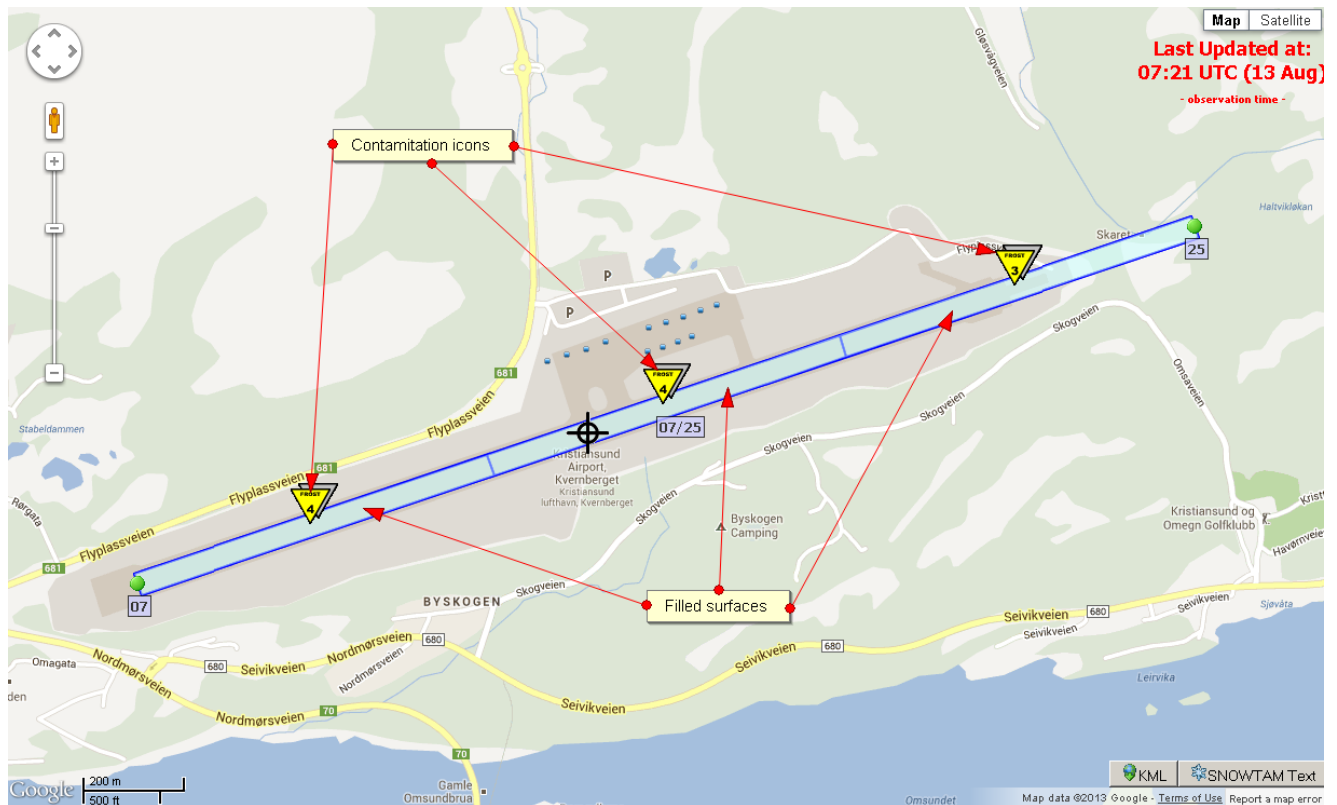 Map
Satellite
Last Updated at:
07:21 UTC (13 Aug)
- observation time -
Gløsvågveien
Contamitation icons
Haltvikløkan
Skaret
25
FROST
3
P
P
Skogveien
Omsaveien
681
Flyplassveien
FROST
4
07/25
Skogveien
Stabeldammen
Skogveien
Kristiansund
Airport,
Kvernberget
Kristiansund
lufthavn, Kvernberget
681
Flyplassveien
FROST
4
Skogveien
Rørgata
Byskogen
Camping
Kristiansund og
Omegn Golfklubb
Flyplassveien
681
Skogveien
07
BYSKOGEN
Filled surfaces
Seivikveien
Sjøvåta
680
Seivikveien
Seivikveien
680
Nordmørsveien
Seivikveien
680
Omagata
Nordmørsveien
Nordmørsveien
Seivikveien
Leirvika
70
Nordmørsveien
70
KML
SNOWTAM Text
Google
200 m
500 ft
Gamle
Omsundbrua
Omsundet
Map data ©2013 Google - Terms of Use Report a map error